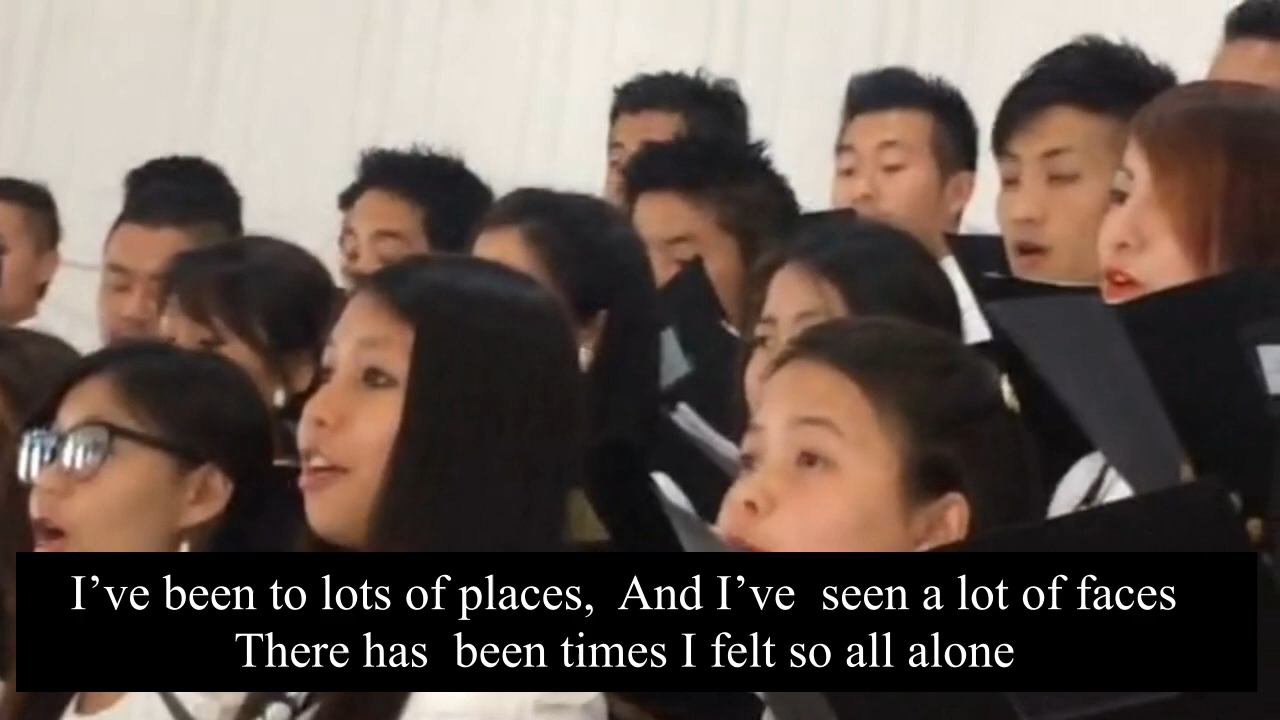 I’ve been to lots of places,  And I’ve  seen a lot of faces
There has  been times I felt so all alone